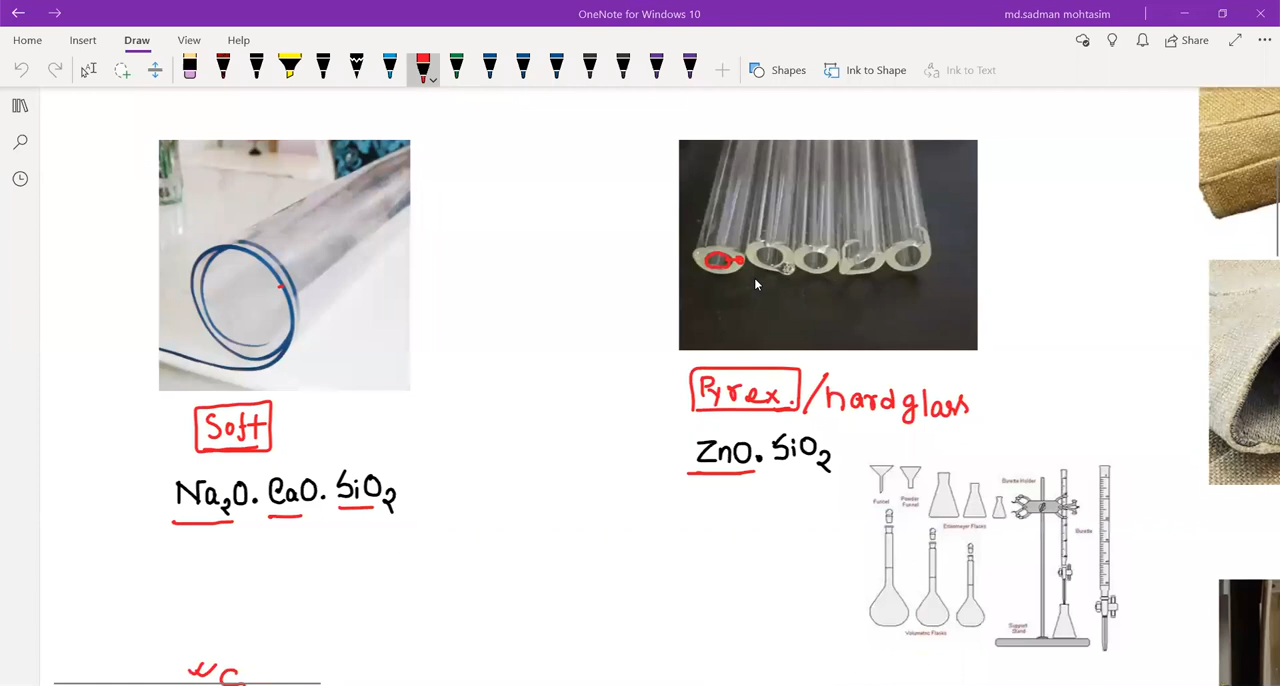 OneNote for Windows 10
md.sadman mohtasim
Home
Insert
Draw
View
Help
Share
Shapes
Ink to Shape
Ink to Text
Soft
Na2O. CaO. SiO2
Pyrex. / hardglass
ZnO. SiO2
Funnel
Powder Funnel
Erlenmeyer Flasks
Burette Holder
Burette
Volumetric Flasks
Support Stand